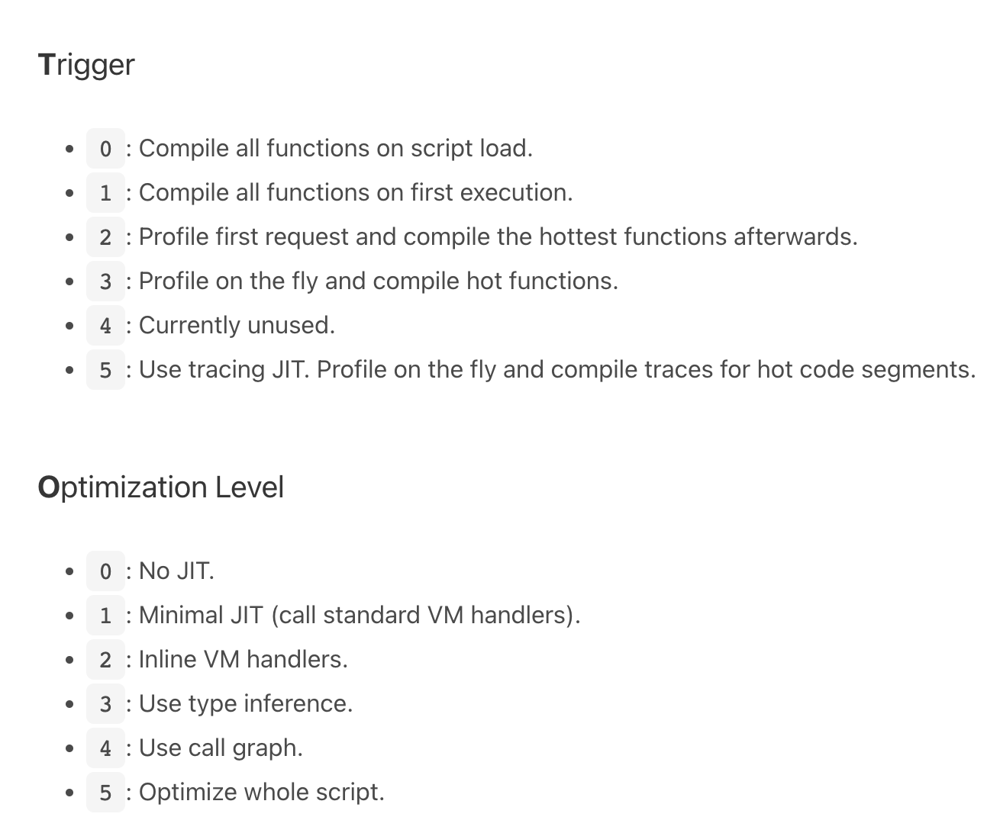 Trigger
• 0 : Compile all functions on script load.
• 1 : Compile all functions on first execution.
• 2 : Profile first request and compile the hottest functions afterwards.
• 3 : Profile on the fly and compile hot functions.
• 4 : Currently unused.
• 5 : Use tracing JIT. Profile on the fly and compile traces for hot code segments.
Optimization Level
• 0 : No JIT.
• 1 : Minimal JIT (call standard VM handlers).
• 2 : Inline VM handlers.
• 3 : Use type inference.
• 4 : Use call graph.
• 5 : Optimize whole script.